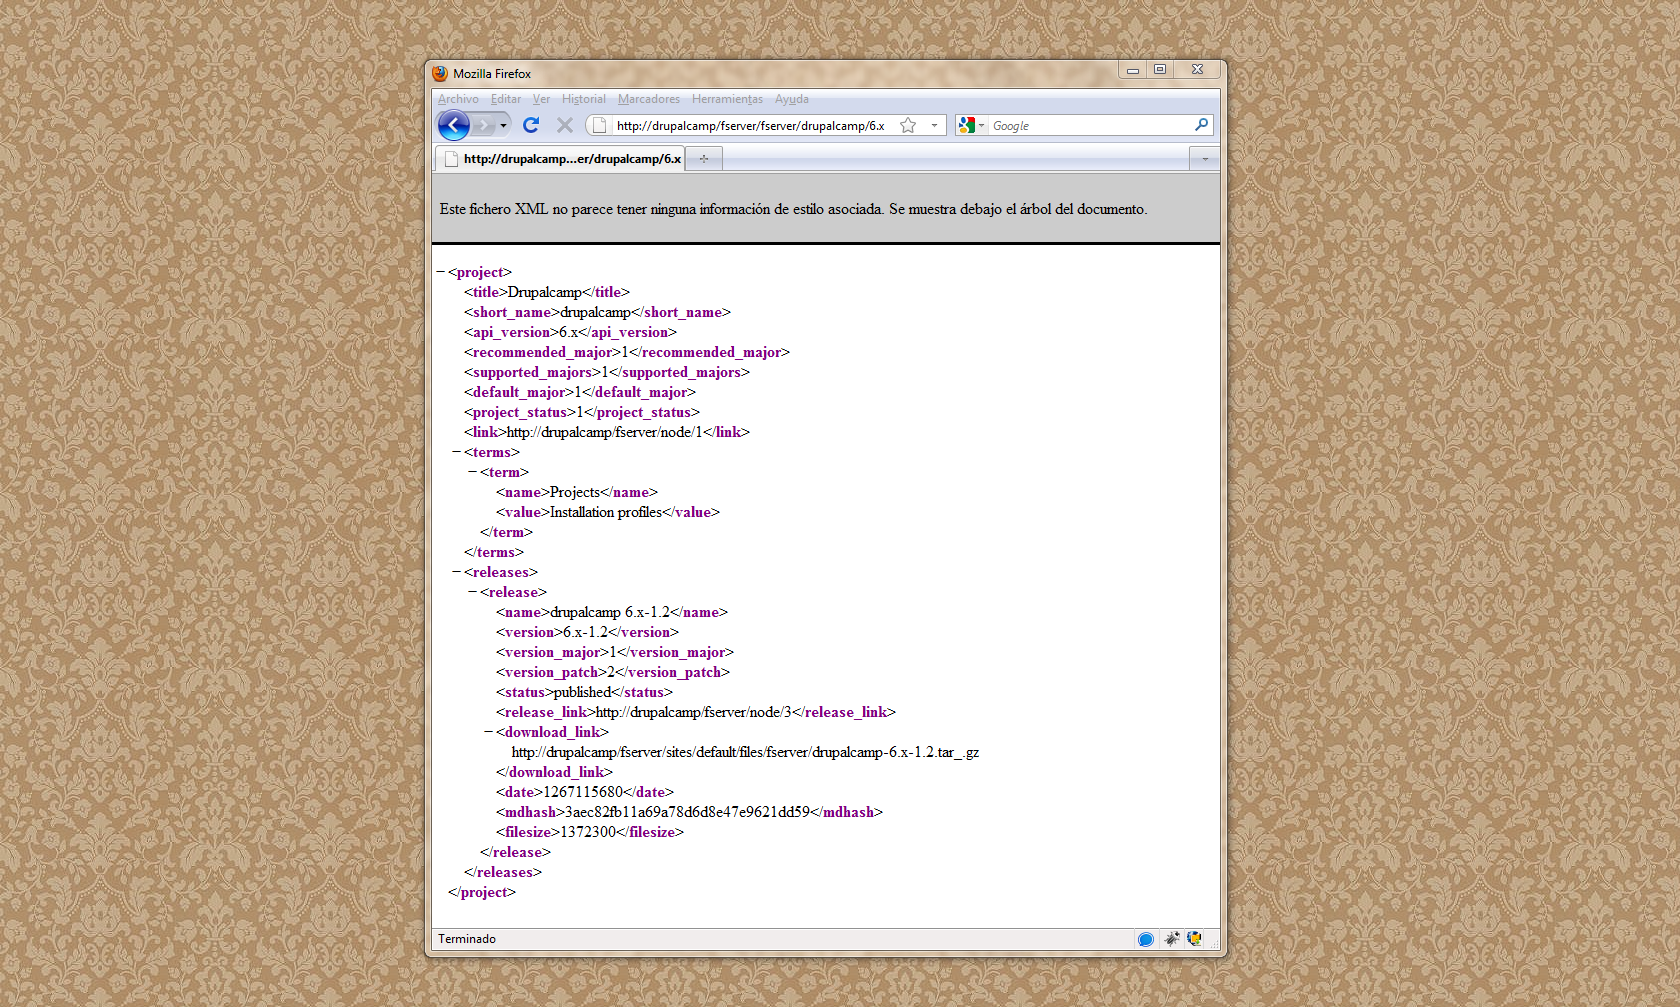 Mozilla Firefox
Archivo Editar Ver Historial Marcadores Herramientas Ayuda
http://drupalcamp/fserver/fserver/drupalcamp/6.x Google
http://drupalcamp...er/drupalcamp/6.x
Este fichero XML no parece tener ninguna información de estilo asociada. Se muestra debajo el árbol del documento.
− <project>
<title>Drupalcamp</title>
<short_name>drupalcamp</short_name>
<api_version>6.x</api_version>
<recommended_major>1</recommended_major>
<supported_majors>1</supported_majors>
<default_major>1</default_major>
<project_status>1</project_status>
<link>http://drupalcamp/fserver/node/1</link>
− <terms>
− <term>
<name>Projects</name>
<value>Installation profiles</value>
</term>
</terms>
− <releases>
− <release>
<name>drupalcamp 6.x-1.2</name>
<version>6.x-1.2</version>
<version_major>1</version_major>
<version_patch>2</version_patch>
<status>published</status>
<release_link>http://drupalcamp/fserver/node/3</release_link>
− <download_link>
http://drupalcamp/fserver/sites/default/files/fserver/drupalcamp-6.x-1.2.tar_.gz
</download_link>
<date>1267115680</date>
<mdhash>3aec82fb11a69a78d6d8e47e9621dd59</mdhash>
<filesize>1372300</filesize>
</release>
</releases>
</project>
Terminado